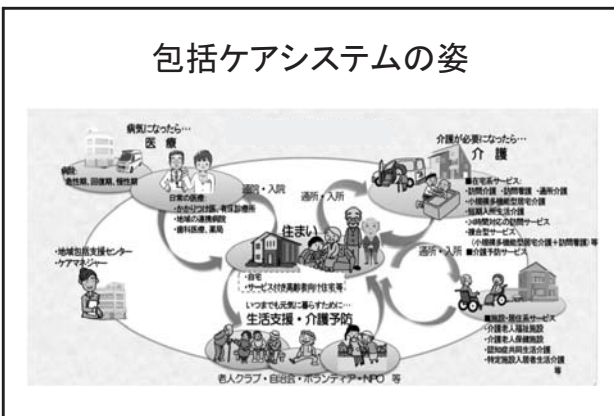 包括ケアシステムの姿
病気になったら…
医 療
病院:
急性期、回復期、慢性期
日常の医療:
・かかりつけ医、有床診療所
・地域の連携病院
・歯科医療、薬局
通院・入院
通所・入所
介護が必要になったら…
介 護
■在宅系サービス:
・訪問介護 ・訪問看護 ・通所介護
・小規模多機能型居宅介護
・短期入所生活介護
・24時間対応の訪問サービス
・複合型サービス
(小規模多機能型居宅介護+訪問看護) 等
■介護予防サービス
住まい
・自宅
・サービス付き高齢者向け住宅等
通所・入所
・地域包括支援センター
・ケアマネジャー
■施設・居住系サービス
・介護老人福祉施設
・介護老人保健施設
・認知症共同生活介護
・特定施設入居者生活介護
等
いつまでも元気に暮らすために…
生活支援・介護予防
老人クラブ・自治会・ボランティア・NPO 等